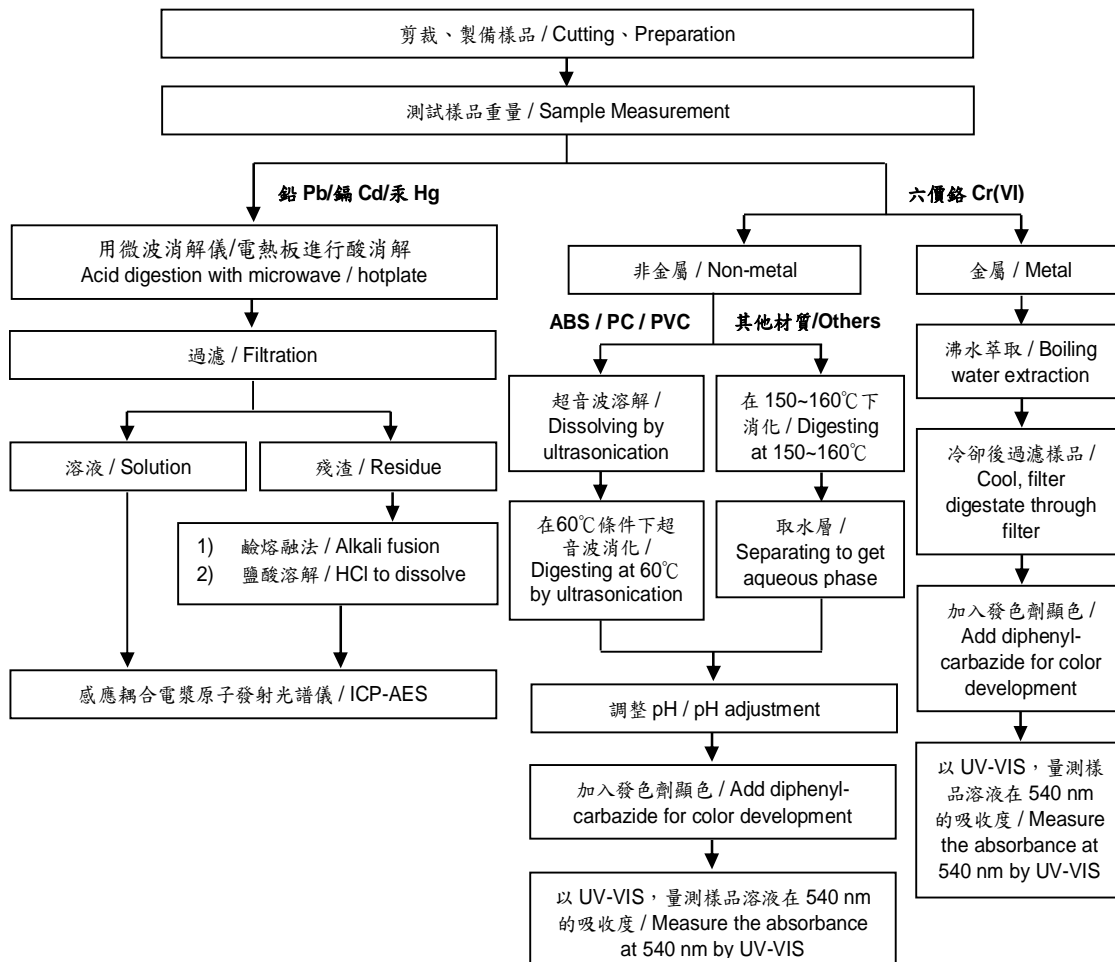 剪裁、製備樣品 / Cutting、Preparation
測試樣品重量 / Sample Measurement
鉛 Pb/鎘 Cd/汞 Hg
用微波消解儀/電熱板進行酸消解
Acid digestion with microwave / hotplate
過濾 / Filtration
溶液 / Solution
殘渣 / Residue
1) 鹼熔融法 / Alkali fusion
2) 鹽酸溶解 / HCl to dissolve
感應耦合電漿原子發射光譜儀 / ICP-AES
六價鉻 Cr(VI)
非金屬 / Non-metal
ABS / PC / PVC
超音波溶解 /
Dissolving by
ultrasonication
在60℃條件下超
音波消化 /
Digesting at 60℃
by ultrasonication
其他材質/Others
在 150~160℃下
消化 / Digesting
at 150~160℃
取水層 /
Separating to get
aqueous phase
調整 pH / pH adjustment
加入發色劑顯色 / Add diphenyl-
carbazide for color development
以 UV-VIS，量測樣品溶液在 540 nm
的吸收度 / Measure the absorbance
at 540 nm by UV-VIS
金屬 / Metal
沸水萃取 / Boiling
water extraction
冷卻後過濾樣品 /
Cool, filter
digestate through
filter
加入發色劑顯色 /
Add diphenyl-
carbazide for color
development
以 UV-VIS，量測樣
品溶液在 540 nm
的吸收度 / Measure
the absorbance at
540 nm by UV-VIS